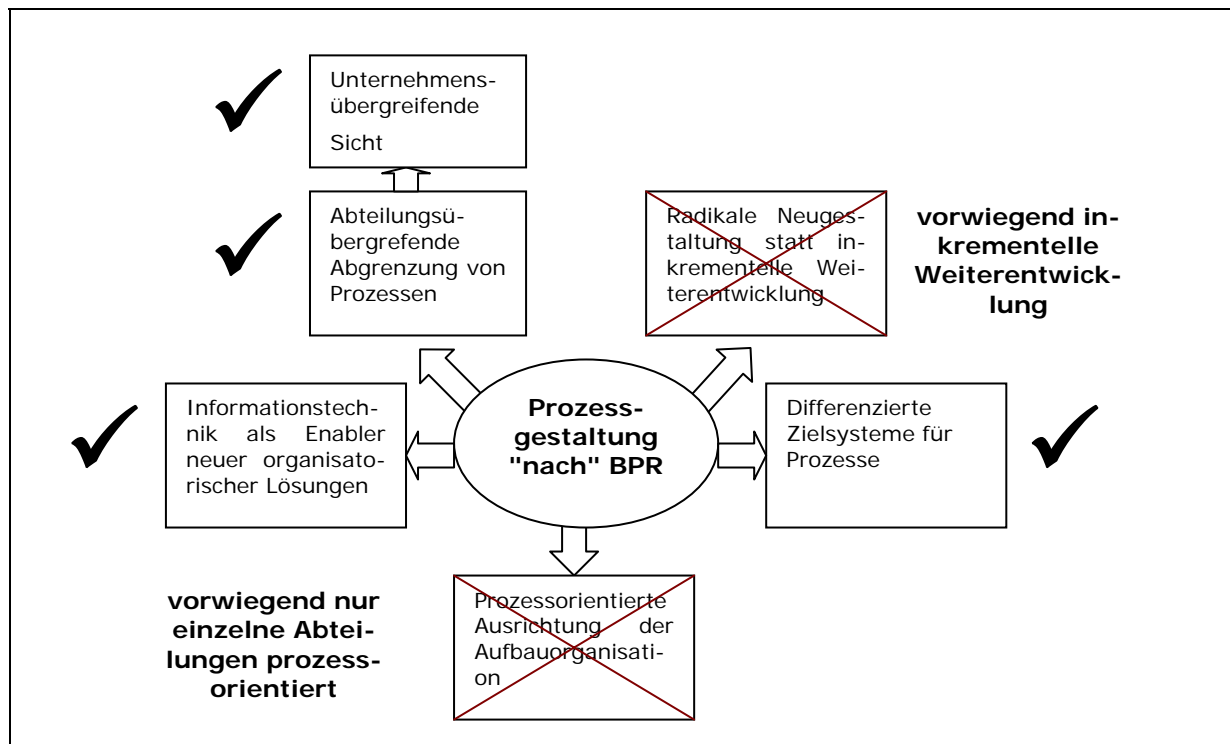 Unternehmens-
übergreifende
Sicht
Abteilungsü-
bergrefende
Abgrenzung von
Prozessen
Radikale Neuges-
taltung statt in-
krementelle Wei-
terentwicklung
vorwiegend in-
krementelle
Weiterentwick-
lung
Informationstech-
nik als Enabler
neuer organisato-
rischer Lösungen
Prozess-
gestaltung
"nach" BPR
Differenzierte
Zielsysteme für
Prozesse
vorwiegend nur
einzelne Abtei-
lungen prozess-
orientiert
Prozessorientierte
Ausrichtung der
Aufbauorganisati-
on